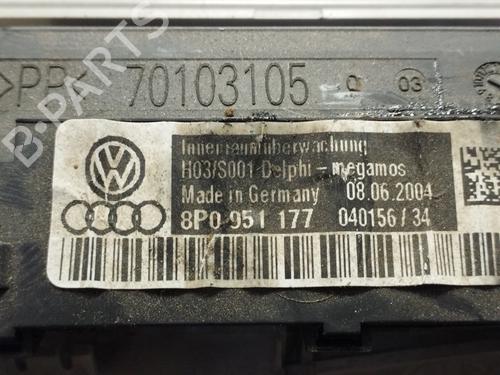 >PP< 70103105 03
Innenraumüberwachung
H03/S001 Delphi - megamos
Made in Germany 08.06.2004
8P0 951 177 040156/34
B-Parts